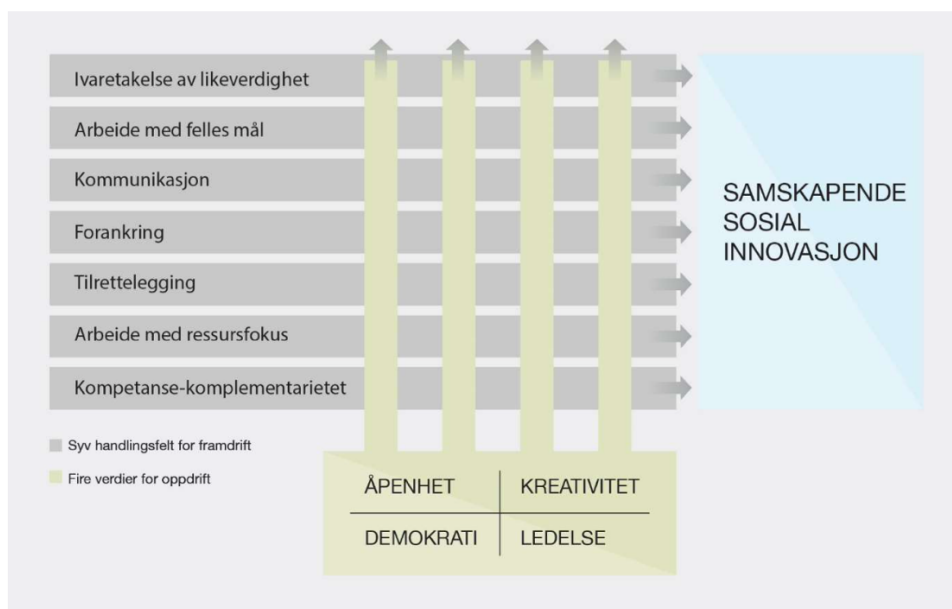 Ivaretakelse av likeverdighet
Arbeide med felles mål
Kommunikasjon
Forankring
Tilrettelegging
Arbeide med ressursfokus
Kompetanse-komplementarietet
SAMSKAPENDE
SOSIAL
INNOVASJON
Syv handlingsfelt for framdrift
Fire verdier for oppdrift
ÅPENHET
KREATIVITET
DEMOKRATI
LEDELSE